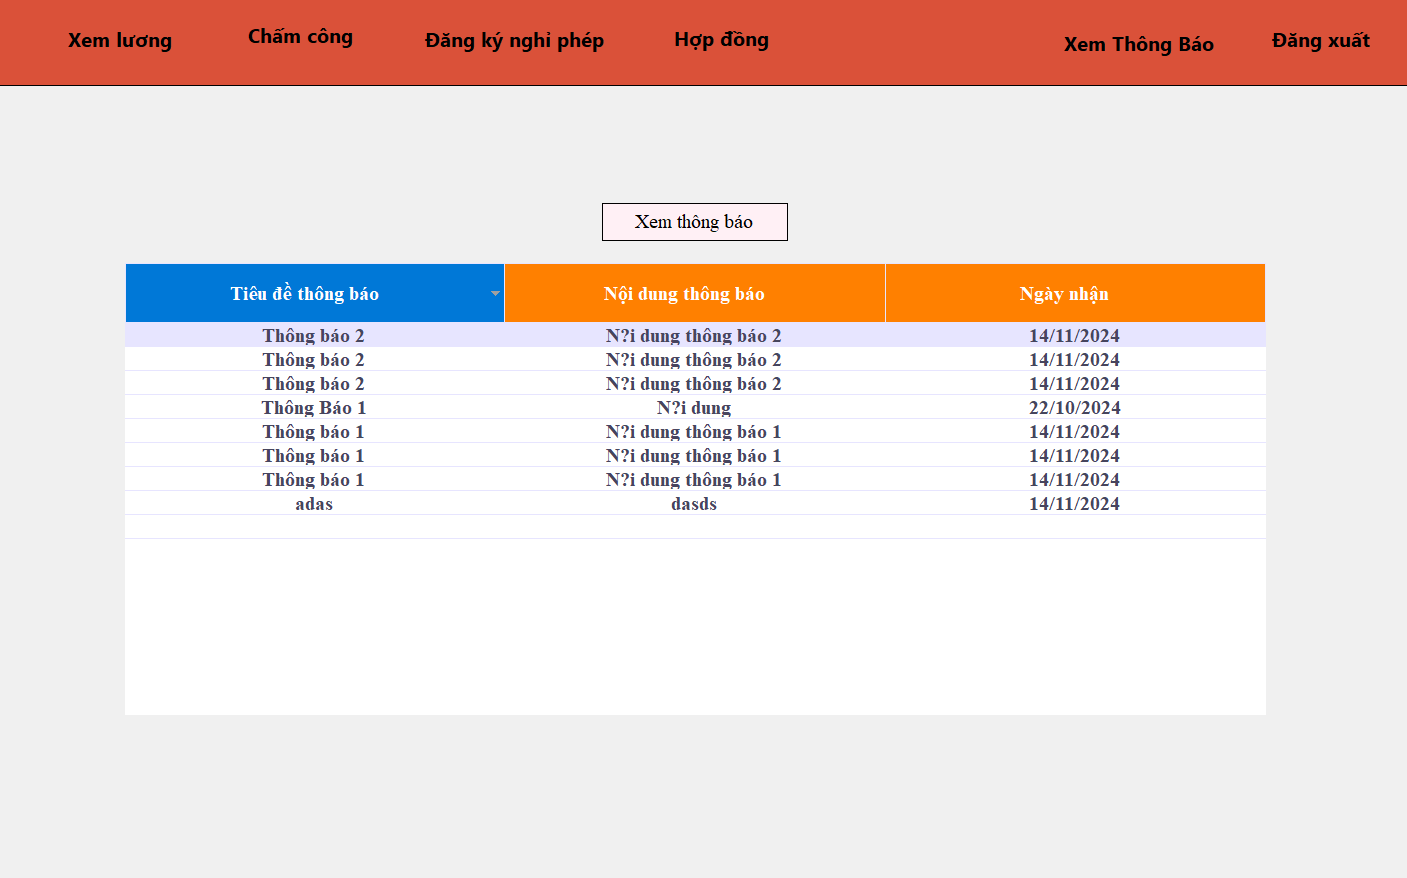 Xem lương Chấm công Đăng ký nghỉ phép Hợp đồng Xem Thông Báo Đăng xuất
Xem thông báo
Tiêu đề thông báo Nội dung thông báo Ngày nhận
Thông báo 2 N?i dung thông báo 2 14/11/2024
Thông báo 2 N?i dung thông báo 2 14/11/2024
Thông báo 2 N?i dung thông báo 2 14/11/2024
Thông Báo 1 N?i dung 22/10/2024
Thông báo 1 N?i dung thông báo 1 14/11/2024
Thông báo 1 N?i dung thông báo 1 14/11/2024
Thông báo 1 N?i dung thông báo 1 14/11/2024
adas dasds 14/11/2024